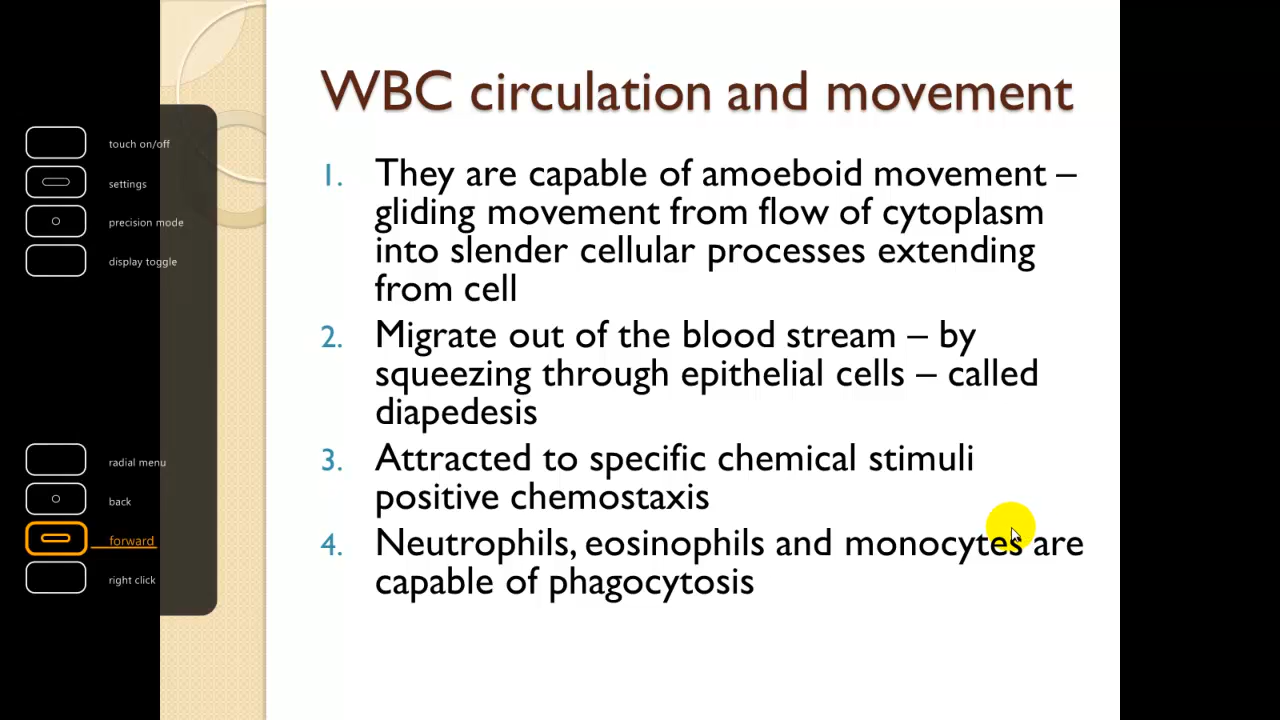 WBC circulation and movement
touch on/off
settings
precision mode
display toggle
radial menu
back
forward
right click
1. They are capable of amoeboid movement –
gliding movement from flow of cytoplasm
into slender cellular processes extending
from cell
2. Migrate out of the blood stream – by
squeezing through epithelial cells – called
diapedesis
3. Attracted to specific chemical stimuli
positive chemostaxis
4. Neutrophils, eosinophils and monocytes are
capable of phagocytosis